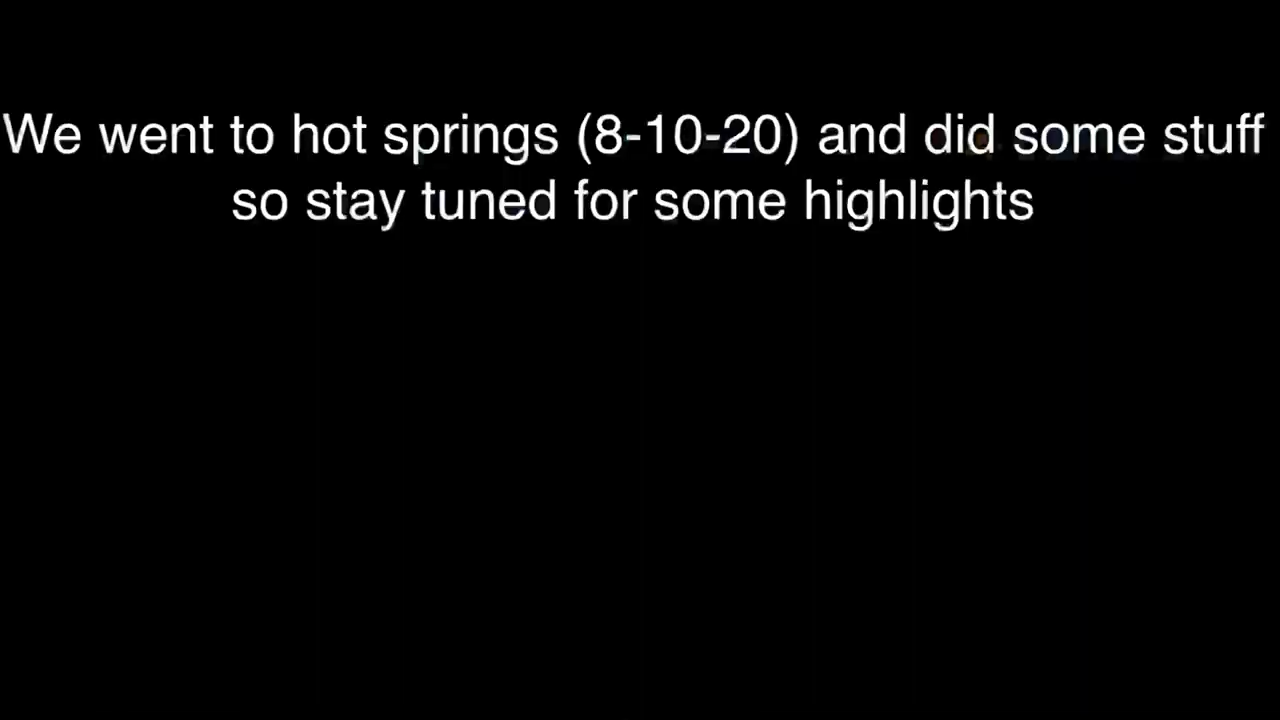 We went to hot springs (8-10-20) and did some stuff
so stay tuned for some highlights